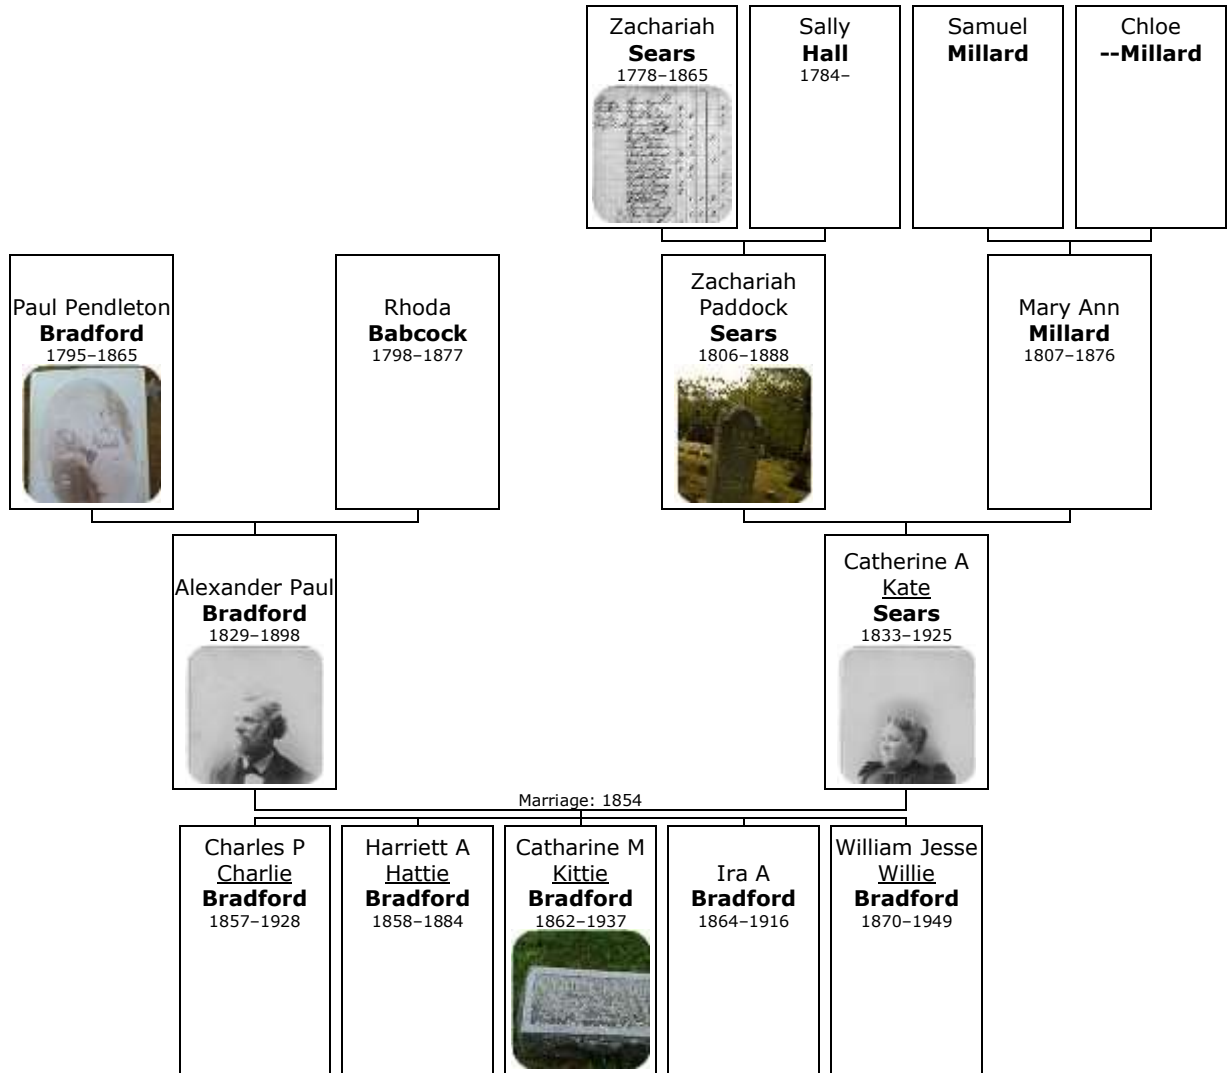 Zachariah
Sears
1778–1865
Sally
Hall
1784–
Samuel
Millard
Chloe
--Millard
Paul Pendleton
Bradford
1795–1865
Rhoda
Babcock
1798–1877
Zachariah
Paddock
Sears
1806–1888
Mary Ann
Millard
1807–1876
Alexander Paul
Bradford
1829–1898
Catherine A
Kate
Sears
1833–1925
Marriage: 1854
Charles P
Charlie
Bradford
1857–1928
Harriett A
Hattie
Bradford
1858–1884
Catharine M
Kittie
Bradford
1862–1937
Ira A
Bradford
1864–1916
William Jesse
Willie
Bradford
1870–1949